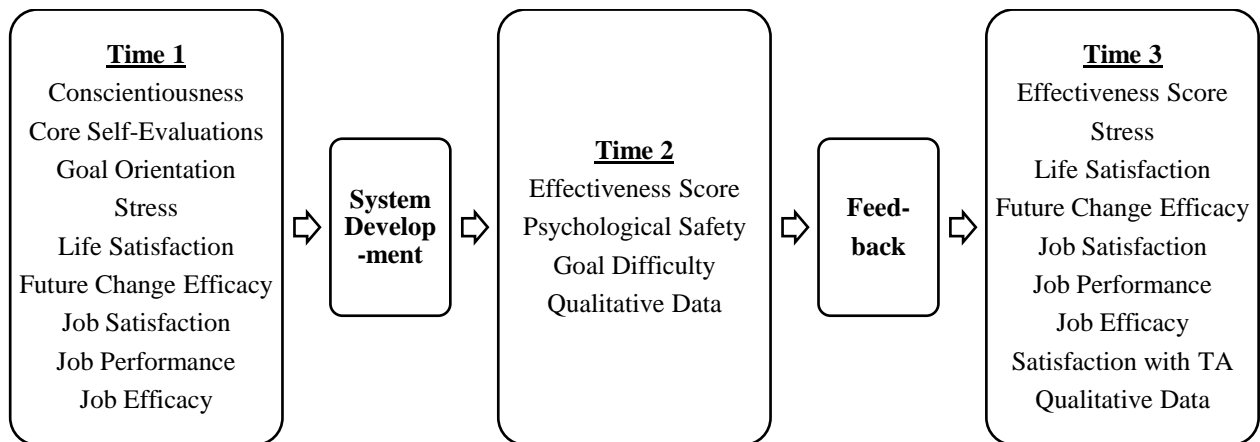 Time 1
Conscientiousness
Core Self-Evaluations
Goal Orientation
Stress
Life Satisfaction
Future Change Efficacy
Job Satisfaction
Job Performance
Job Efficacy
System
Develop
-ment
Time 2
Effectiveness Score
Psychological Safety
Goal Difficulty
Qualitative Data
Feed-
back
Time 3
Effectiveness Score
Stress
Life Satisfaction
Future Change Efficacy
Job Satisfaction
Job Performance
Job Efficacy
Satisfaction with TA
Qualitative Data